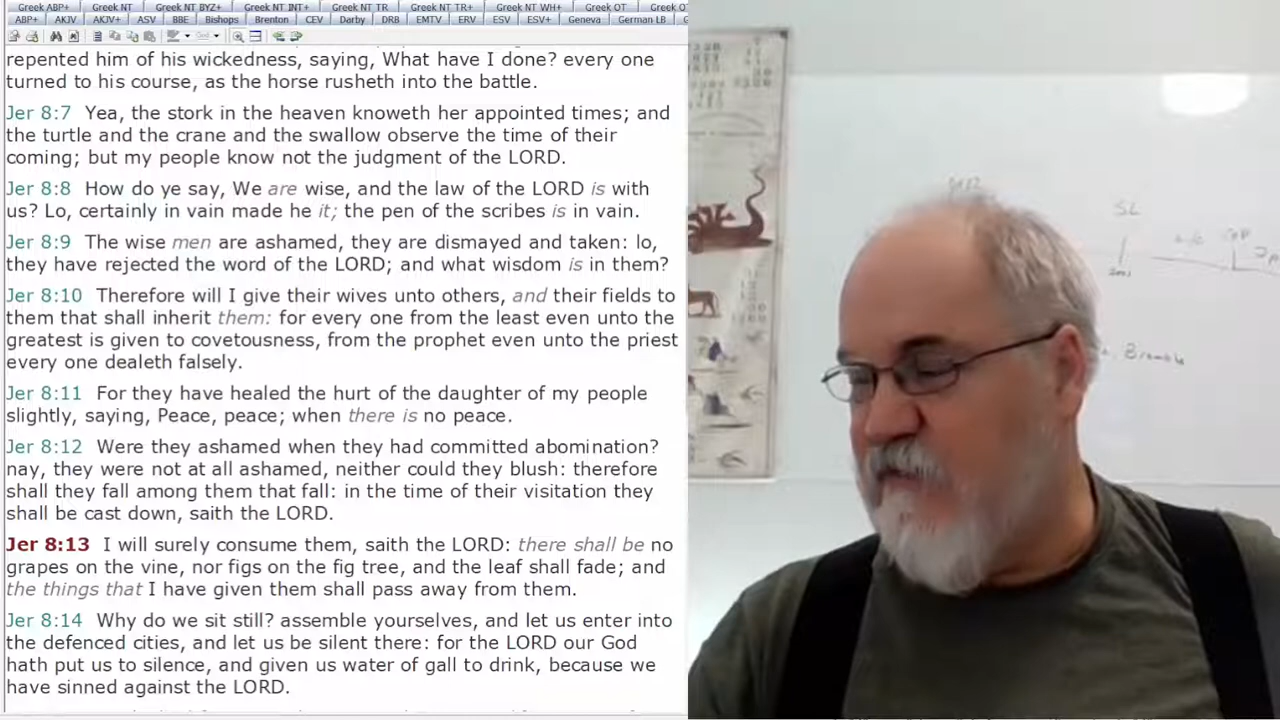 Greek ABP+ Greek NT Greek NT BYZ+ Greek NT INT+ Greek NT TR Greek NT TR+ Greek NT WH+ Greek OT Greek O
ABP+ AKJV AKJV+ ASV BBE Bishops Brenton CEV Darby DRB EMTV ERV ESV ESV+ Geneva German LB G
repented him of his wickedness, saying, What have I done? every one
turned to his course, as the horse rusheth into the battle.
Jer 8:7 Yea, the stork in the heaven knoweth her appointed times; and
the turtle and the crane and the swallow observe the time of their
coming; but my people know not the judgment of the LORD.
Jer 8:8 How do ye say, We are wise, and the law of the LORD is with
us? Lo, certainly in vain made he it; the pen of the scribes is in vain.
Jer 8:9 The wise men are ashamed, they are dismayed and taken: lo,
they have rejected the word of the LORD; and what wisdom is in them?
Jer 8:10 Therefore will I give their wives unto others, and their fields to
them that shall inherit them: for every one from the least even unto the
greatest is given to covetousness, from the prophet even unto the priest
every one dealeth falsely.
Jer 8:11 For they have healed the hurt of the daughter of my people
slightly, saying, Peace, peace; when there is no peace.
Jer 8:12 Were they ashamed when they had committed abomination?
nay, they were not at all ashamed, neither could they blush: therefore
shall they fall among them that fall: in the time of their visitation they
shall be cast down, saith the LORD.
Jer 8:13 I will surely consume them, saith the LORD: there shall be no
grapes on the vine, nor figs on the fig tree, and the leaf shall fade; and
the things that I have given them shall pass away from them.
Jer 8:14 Why do we sit still? assemble yourselves, and let us enter into
the defenced cities, and let us be silent there: for the LORD our God
hath put us to silence, and given us water of gall to drink, because we
have sinned against the LORD.
SL